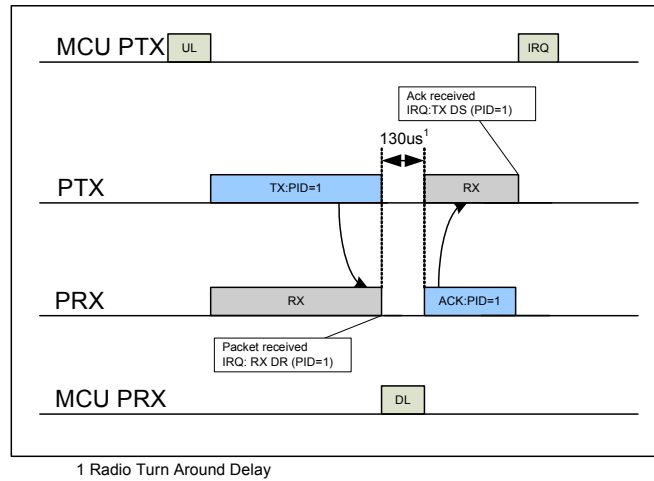 MCU PTX
UL
IRQ
Ack received
IRQ:TX DS (PID=1)
130us1
PTX
TX:PID=1
RX
PRX
RX
ACK:PID=1
Packet received
IRQ: RX DR (PID=1)
MCU PRX
DL
1 Radio Turn Around Delay